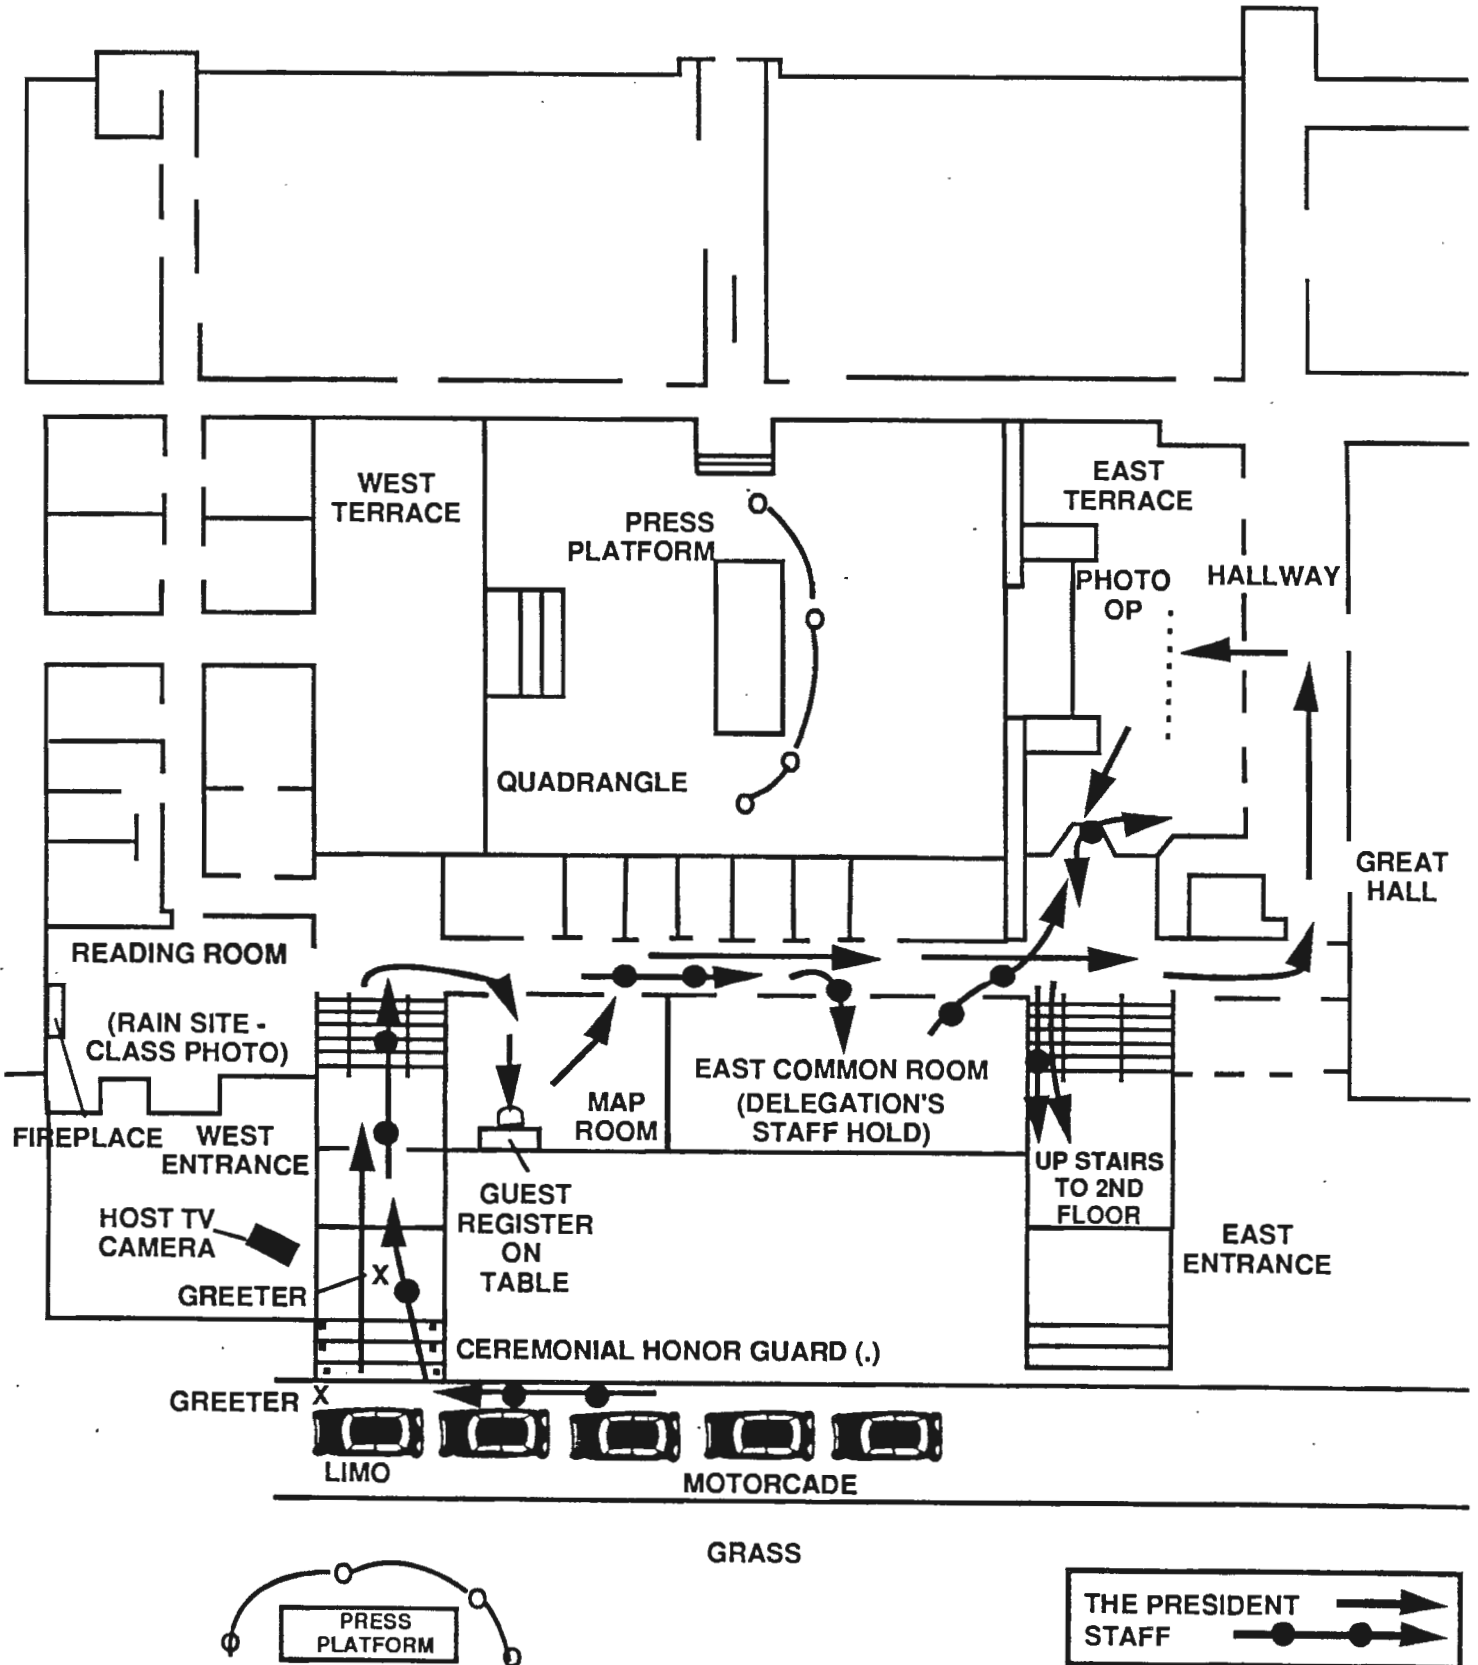 WEST
TERRACE
PRESS
PLATFORM
EAST
TERRACE
PHOTO
OP
HALLWAY
QUADRANGLE
GREAT
HALL
READING ROOM
(RAIN SITE -
CLASS PHOTO)
FIREPLACE
WEST
ENTRANCE
MAP
ROOM
EAST COMMON ROOM
(DELEGATION'S
STAFF HOLD)
UP STAIRS
TO 2ND
FLOOR
GUEST
REGISTER
ON
TABLE
HOST TV
CAMERA
X
GREETER
EAST
ENTRANCE
CEREMONIAL HONOR GUARD (.)
GREETER X
LIMO
MOTORCADE
GRASS
PRESS
PLATFORM
THE PRESIDENT
STAFF